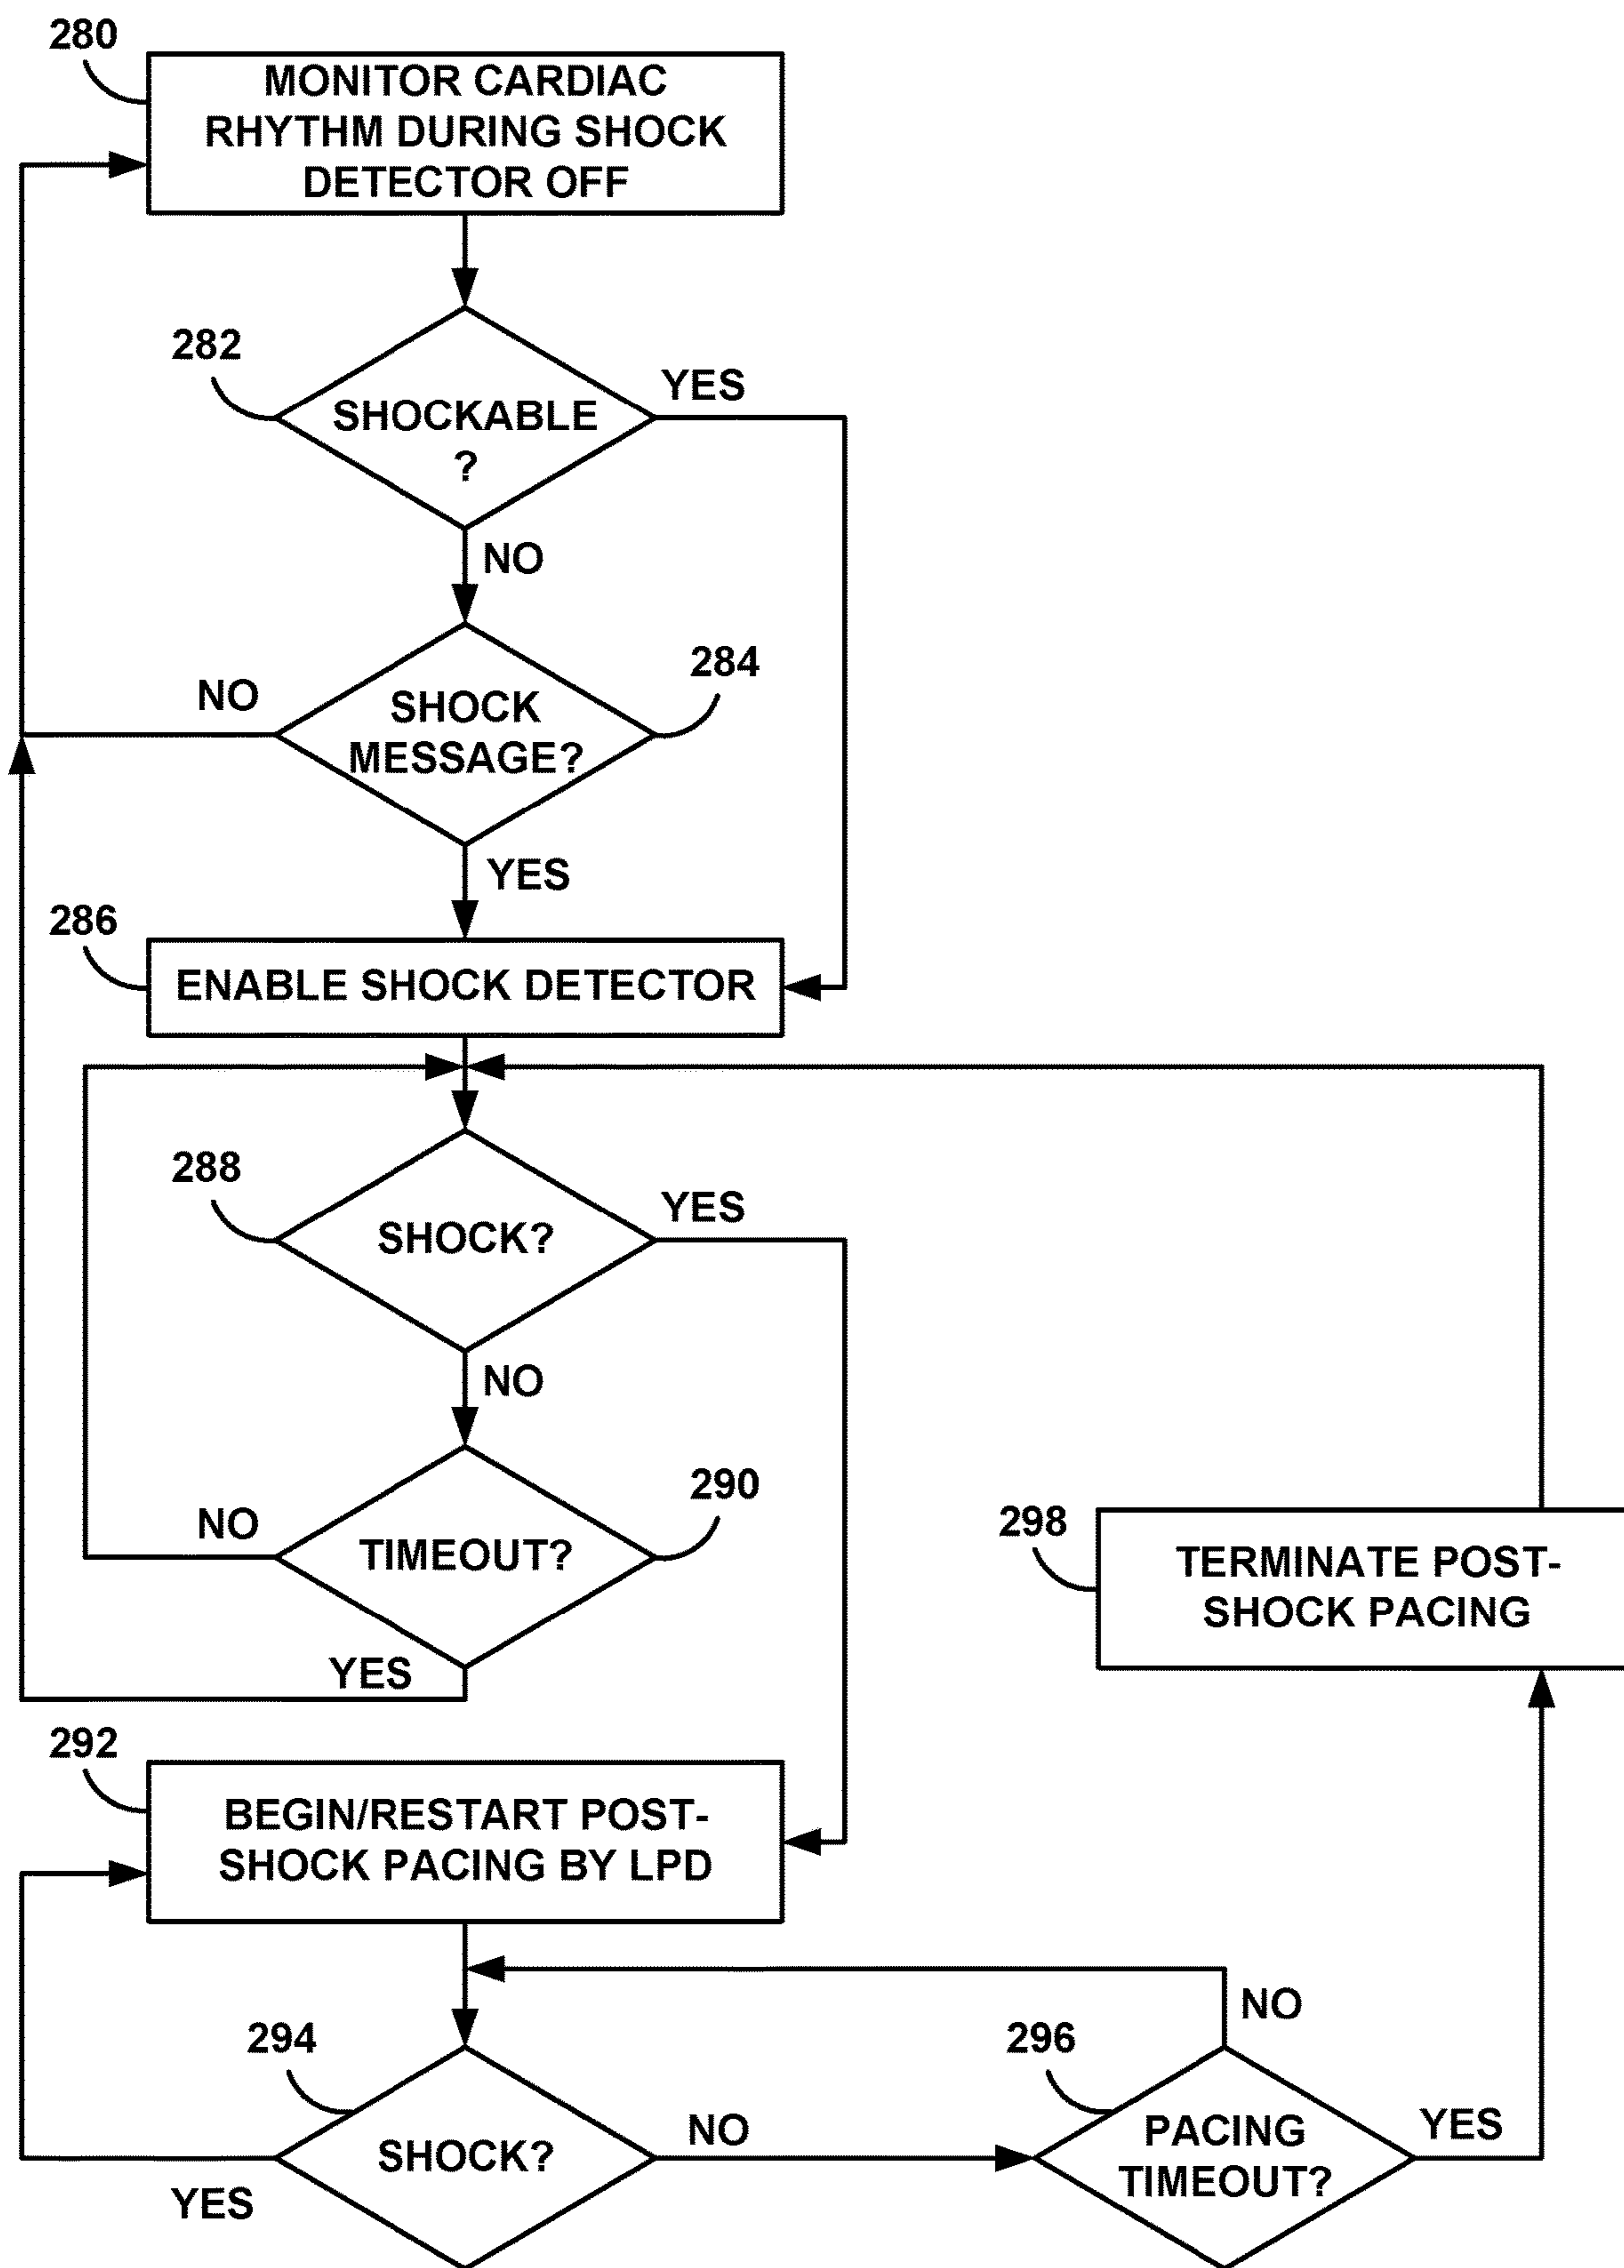 280
MONITOR CARDIAC
RHYTHM DURING SHOCK
DETECTOR OFF
282
SHOCKABLE
?
YES
NO
284
SHOCK
MESSAGE?
NO
YES
286
ENABLE SHOCK DETECTOR
288
SHOCK?
YES
NO
290
TIMEOUT?
NO
YES
292
BEGIN/RESTART POST-
SHOCK PACING BY LPD
294
SHOCK?
YES
NO
296
PACING
TIMEOUT?
NO
YES
298
TERMINATE POST-
SHOCK PACING